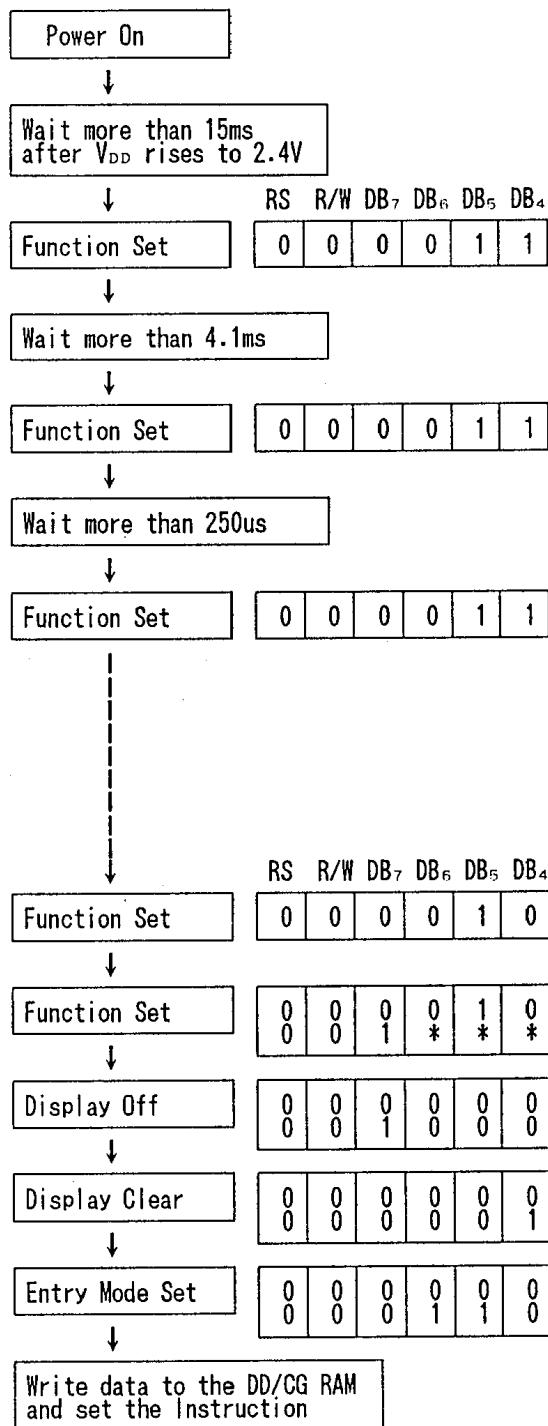 Power On
Wait more than 15ms
after VDD rises to 2.4V
RS R/W DB7 DB6 DB5 DB4
Function Set 0 0 0 0 1 1
Wait more than 4.1ms
Function Set 0 0 0 0 1 1
Wait more than 250us
Function Set 0 0 0 0 1 1
RS R/W DB7 DB6 DB5 DB4
Function Set 0 0 0 0 1 0
Function Set 0 0 0 0 1 0
0 0 1 * * *
Display Off 0 0 0 0 0 0
0 0 1 0 0 0
Display Clear 0 0 0 0 0 0
0 0 0 0 0 1
Entry Mode Set 0 0 0 0 0 0
0 0 0 1 1 0
Write data to the DD/CG RAM
and set the Instruction